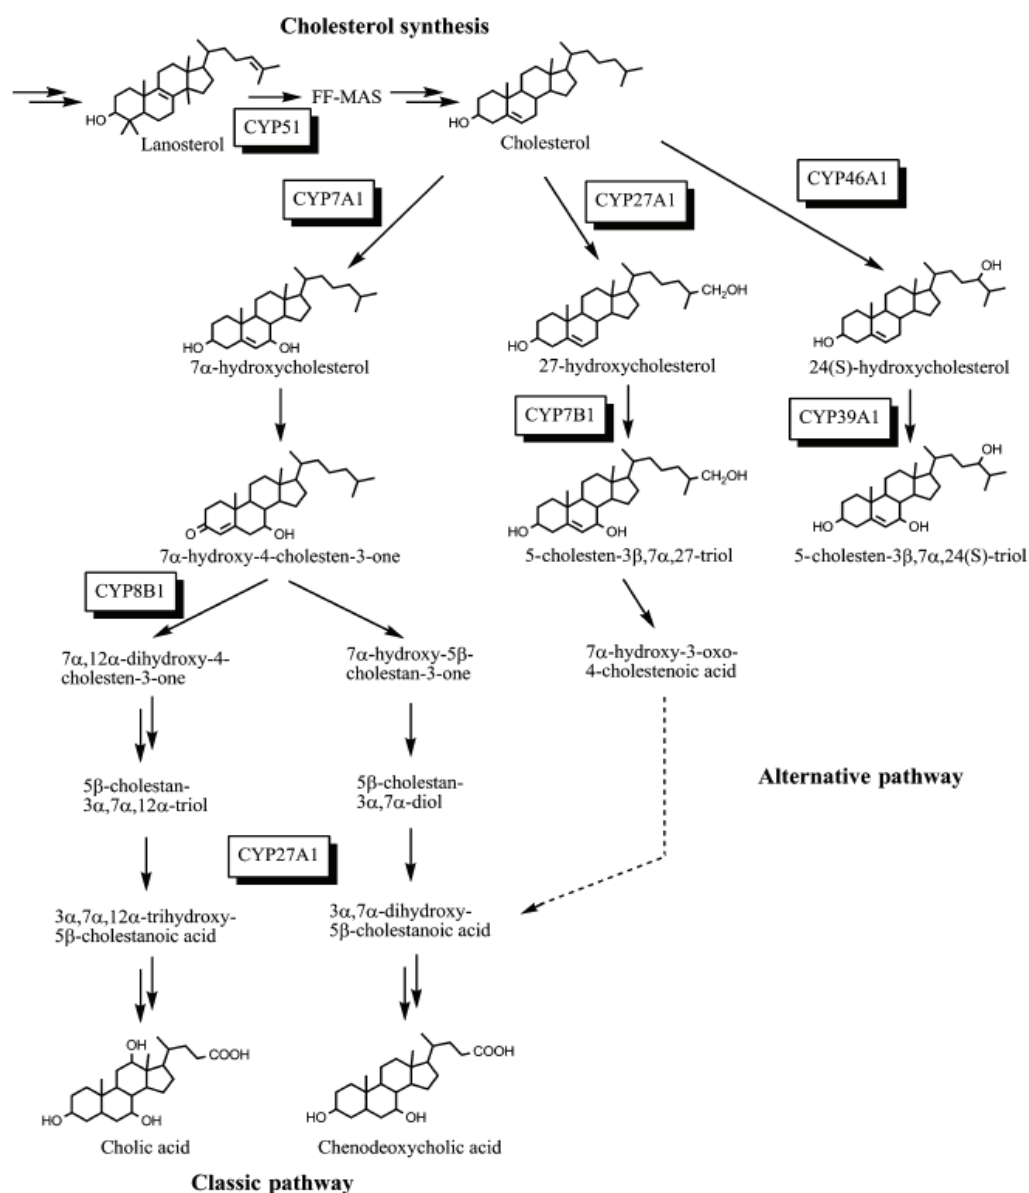 Cholesterol synthesis
HO
Lanosterol
CYP51
FF-MAS
HO
Cholesterol
CYP7A1
CYP27A1
CYP46A1
HO
OH
7α-hydroxycholesterol
CH₂OH
HO
27-hydroxycholesterol
OH
HO
24(S)-hydroxycholesterol
CYP7B1
CYP39A1
O
OH
7α-hydroxy-4-cholesten-3-one
CH₂OH
HO
OH
5-cholesten-3β,7α,27-triol
OH
HO
OH
5-cholesten-3β,7α,24(S)-triol
CYP8B1
7α,12α-dihydroxy-4-
cholesten-3-one
7α-hydroxy-5β-
cholestan-3-one
7α-hydroxy-3-oxo-
4-cholestenoic acid
5β-cholestan-
3α,7α,12α-triol
5β-cholestan-
3α,7α-diol
Alternative pathway
CYP27A1
3α,7α,12α-trihydroxy-
5β-cholestanoic acid
3α,7α-dihydroxy-
5β-cholestanoic acid
OH
COOH
HO
OH
Cholic acid
COOH
HO
OH
Chenodeoxycholic acid
Classic pathway